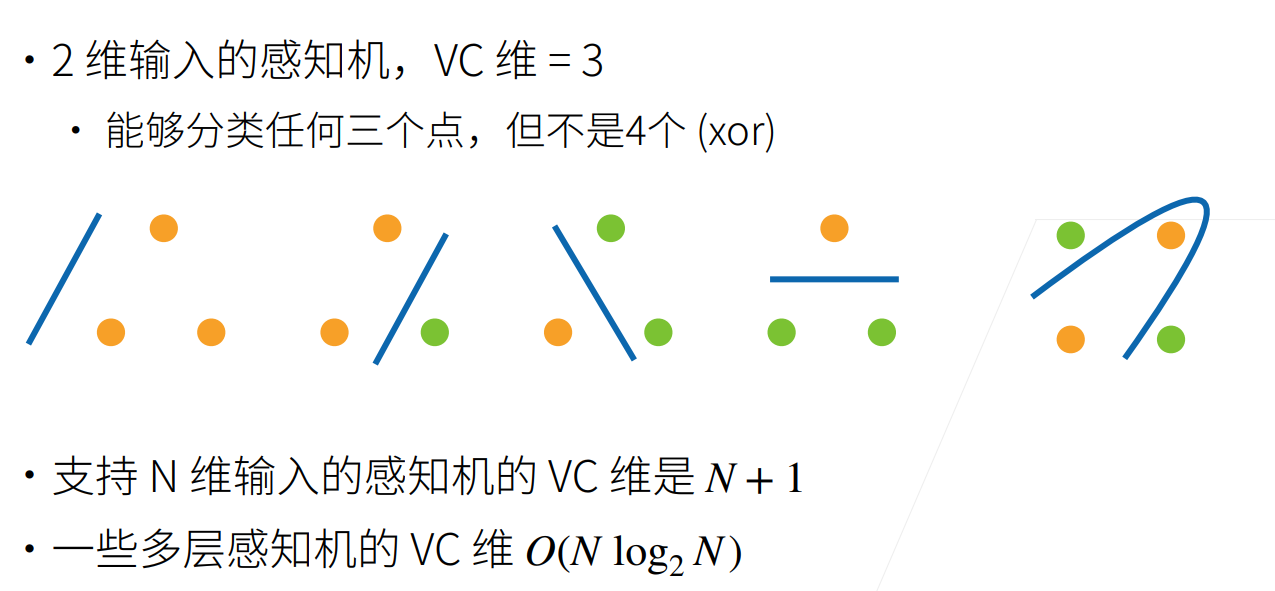 • 2 维输入的感知机，VC 维 = 3
• 能够分类任何三个点，但不是4个 (xor)
• 支持 N 维输入的感知机的 VC 维是 N + 1
• 一些多层感知机的 VC 维 O(N log₂ N)